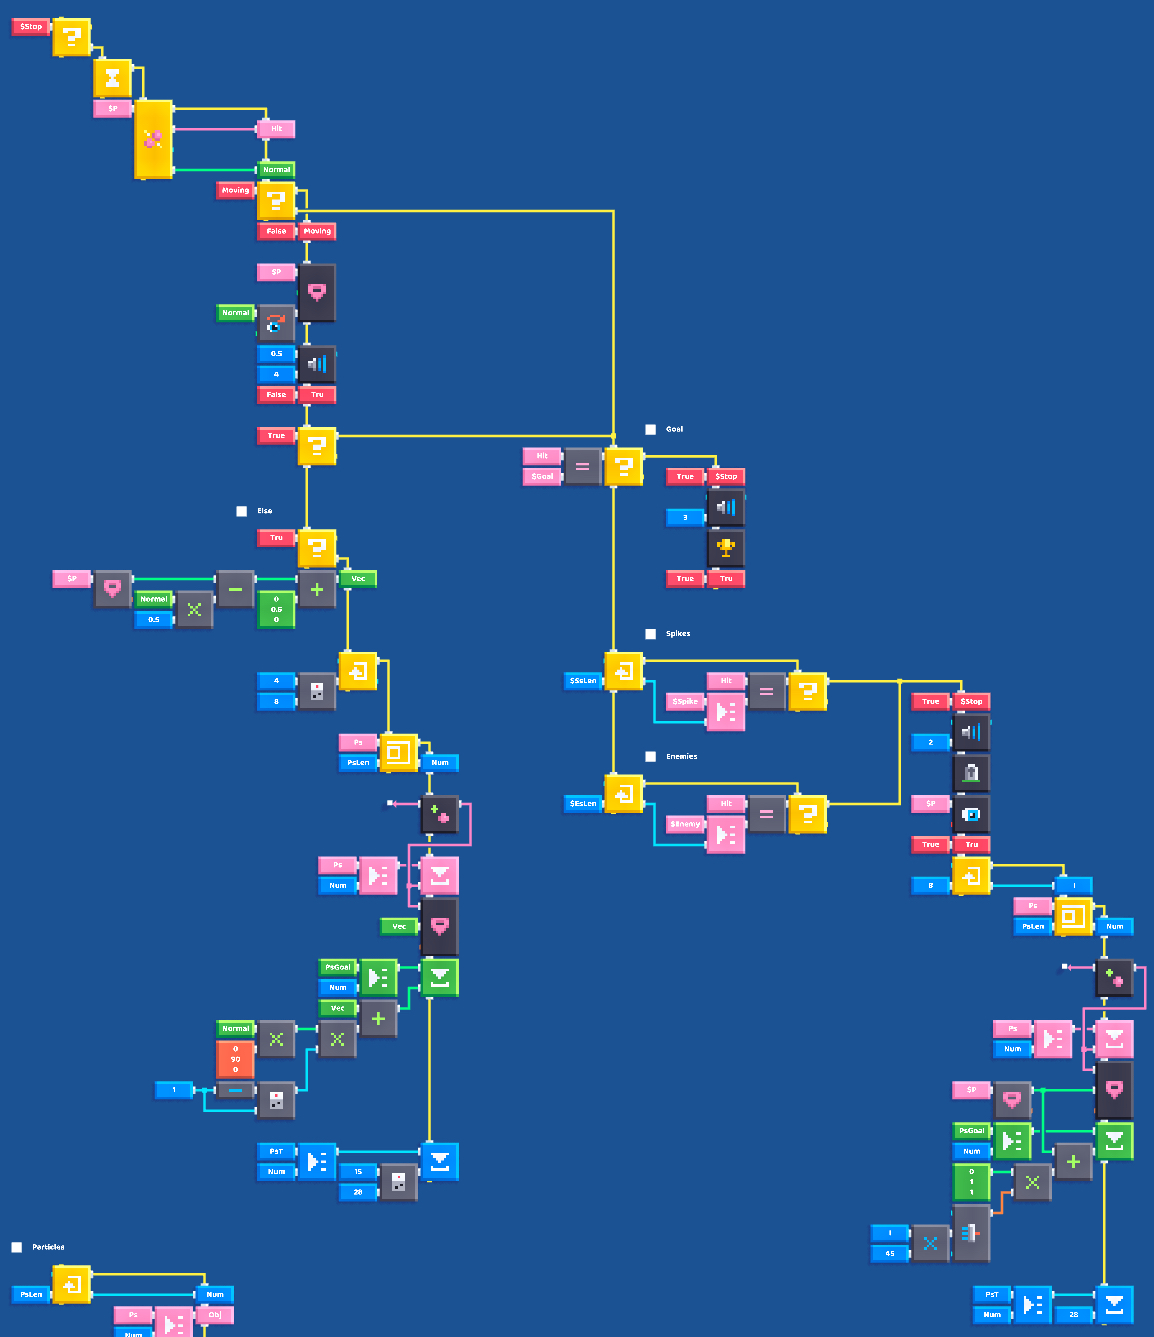 $Stop
$P
Hit
Normal
Moving
False Moving
$P
Normal
0.5
4
False Tru
True
Goal
Hit
$Goal
True $Stop
3
True Tru
Else
Tru
$P
Vec
Normal
0.5
0
0.6
0
Spikes
4
8
$SsLen
Hit
$Spike
True $Stop
2
Ps
PsLen Num
Enemies
$EsLen
Hit
$Enemy
$P
True Tru
Ps
Num
8
I
Ps
PsLen Num
Vec
PsGoal
Num
Vec
Normal
0
90
0
1
Ps
Num
$P
PsGoal
Num
0
1
1
PsT
Num
15
28
I
45
Particles
PsLen Num
Ps Obj
Num
PsT
Num 28